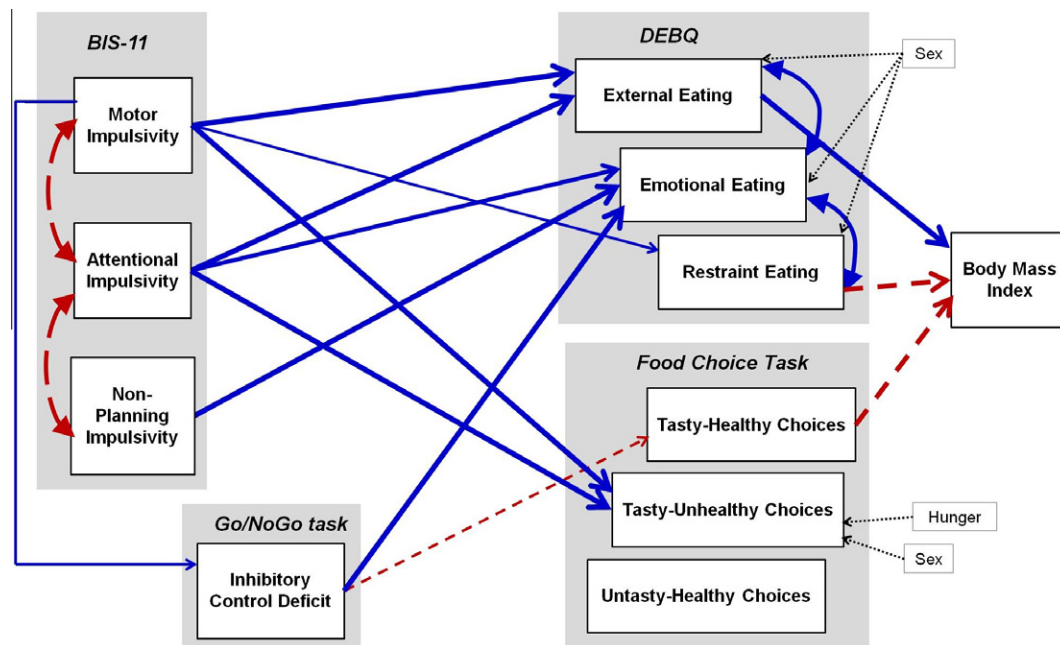 BIS-11
Motor
Impulsivity
Attentional
Impulsivity
Non-
Planning
Impulsivity
Go/NoGo task
Inhibitory
Control Deficit
DEBQ
External Eating
Emotional Eating
Restraint Eating
Sex
Body Mass
Index
Food Choice Task
Tasty-Healthy Choices
Tasty-Unhealthy Choices
Untasty-Healthy Choices
Hunger
Sex